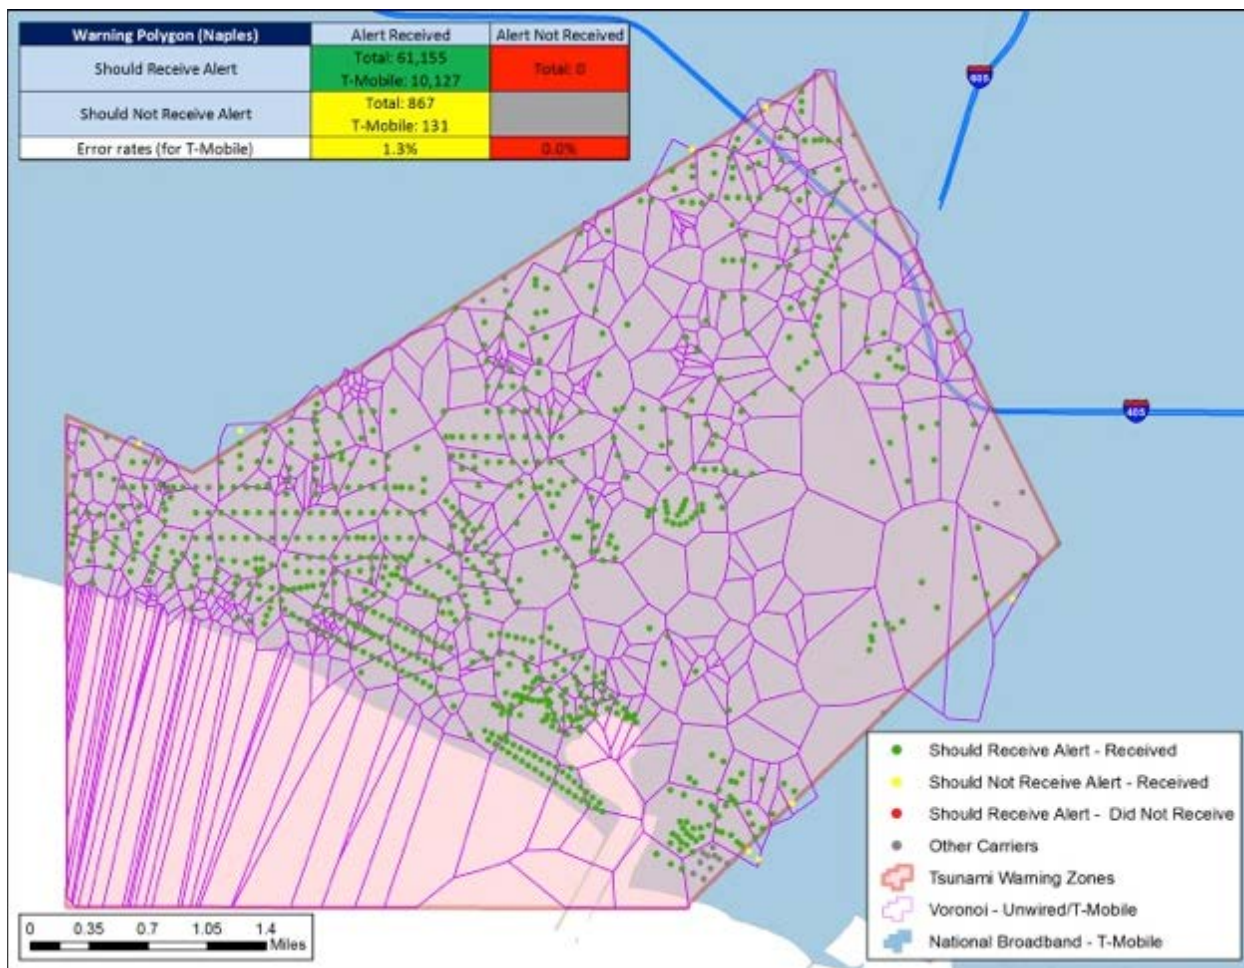 Warning Polygon (Naples) Alert Received Alert Not Received
Should Receive Alert Total: 61,155 Total: 0
T-Mobile: 10,127
Should Not Receive Alert Total: 867
T-Mobile: 131
Error rates (for T-Mobile) 1.3% 0.0%
405
405
Should Receive Alert - Received
Should Not Receive Alert - Received
Should Receive Alert - Did Not Receive
Other Carriers
Tsunami Warning Zones
Voronoi - Unwired/T-Mobile
National Broadband - T-Mobile
0 0.35 0.7 1.05 1.4
Miles